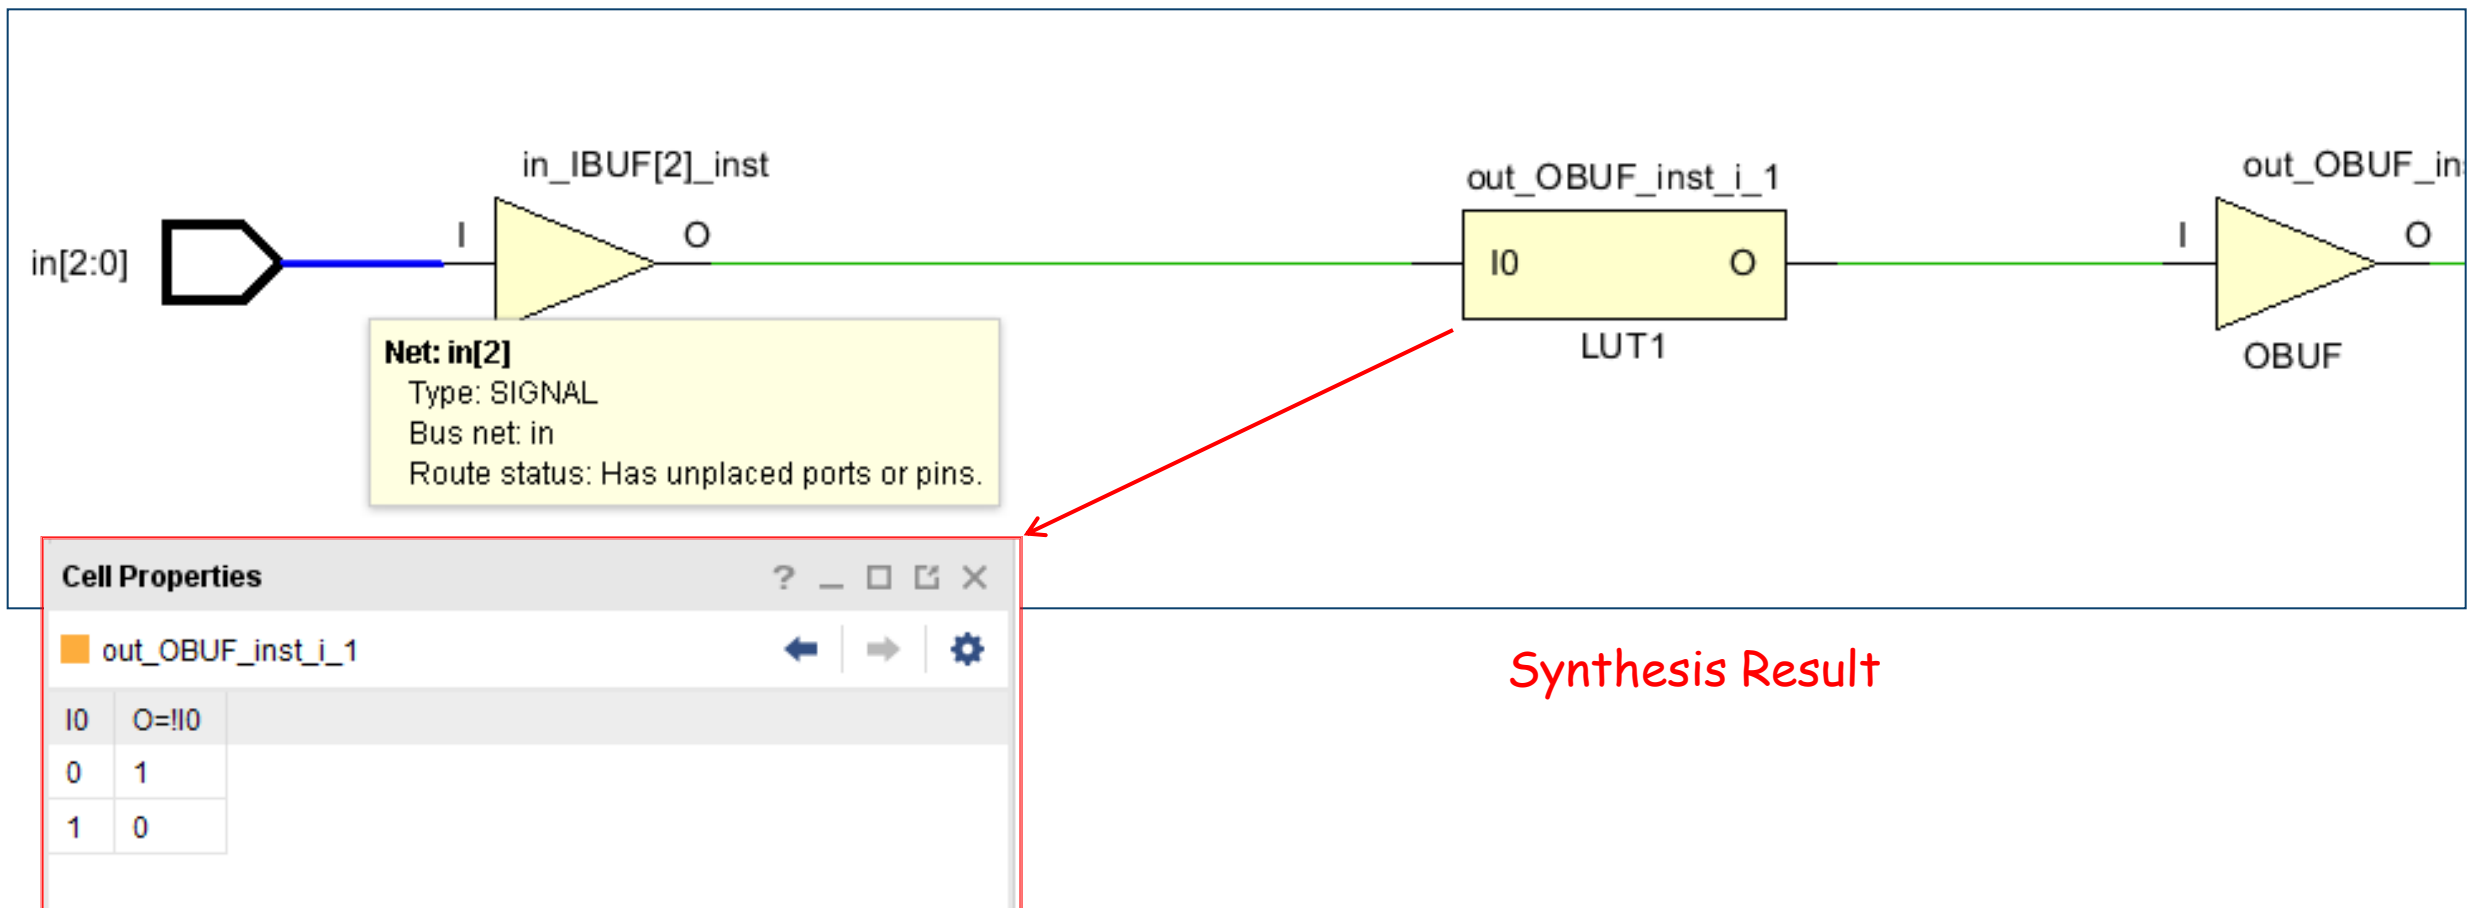 in_IBUF[2]_inst
out_OBUF_inst_i_1
out_OBUF_in
I
O
I
O
in[2:0]
I0
O
LUT1
OBUF
Net: in[2]
Type: SIGNAL
Bus net: in
Route status: Has unplaced ports or pins.
Cell Properties
?
out_OBUF_inst_i_1
Synthesis Result
I0 O=!I0
0 1
1 0